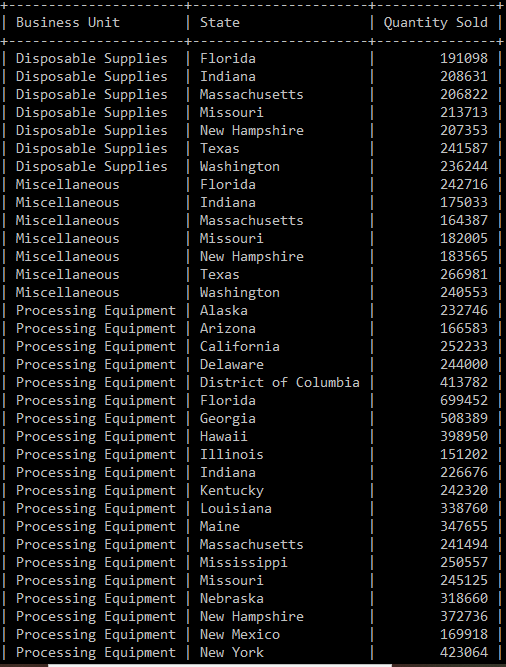 +--------------------+--------------------+--------------+
| Business Unit | State | Quantity Sold |
+--------------------+--------------------+--------------+
| Disposable Supplies | Florida | 191098 |
| Disposable Supplies | Indiana | 208631 |
| Disposable Supplies | Massachusetts | 206822 |
| Disposable Supplies | Missouri | 213713 |
| Disposable Supplies | New Hampshire | 207353 |
| Disposable Supplies | Texas | 241587 |
| Disposable Supplies | Washington | 236244 |
| Miscellaneous | Florida | 242716 |
| Miscellaneous | Indiana | 175033 |
| Miscellaneous | Massachusetts | 164387 |
| Miscellaneous | Missouri | 182005 |
| Miscellaneous | New Hampshire | 183565 |
| Miscellaneous | Texas | 266981 |
| Miscellaneous | Washington | 240553 |
| Processing Equipment | Alaska | 232746 |
| Processing Equipment | Arizona | 166583 |
| Processing Equipment | California | 252233 |
| Processing Equipment | Delaware | 244000 |
| Processing Equipment | District of Columbia | 413782 |
| Processing Equipment | Florida | 699452 |
| Processing Equipment | Georgia | 508389 |
| Processing Equipment | Hawaii | 398950 |
| Processing Equipment | Illinois | 151202 |
| Processing Equipment | Indiana | 226676 |
| Processing Equipment | Kentucky | 242320 |
| Processing Equipment | Louisiana | 338760 |
| Processing Equipment | Maine | 347655 |
| Processing Equipment | Massachusetts | 241494 |
| Processing Equipment | Mississippi | 250557 |
| Processing Equipment | Missouri | 245125 |
| Processing Equipment | Nebraska | 318660 |
| Processing Equipment | New Hampshire | 372736 |
| Processing Equipment | New Mexico | 169918 |
| Processing Equipment | New York | 423064 |